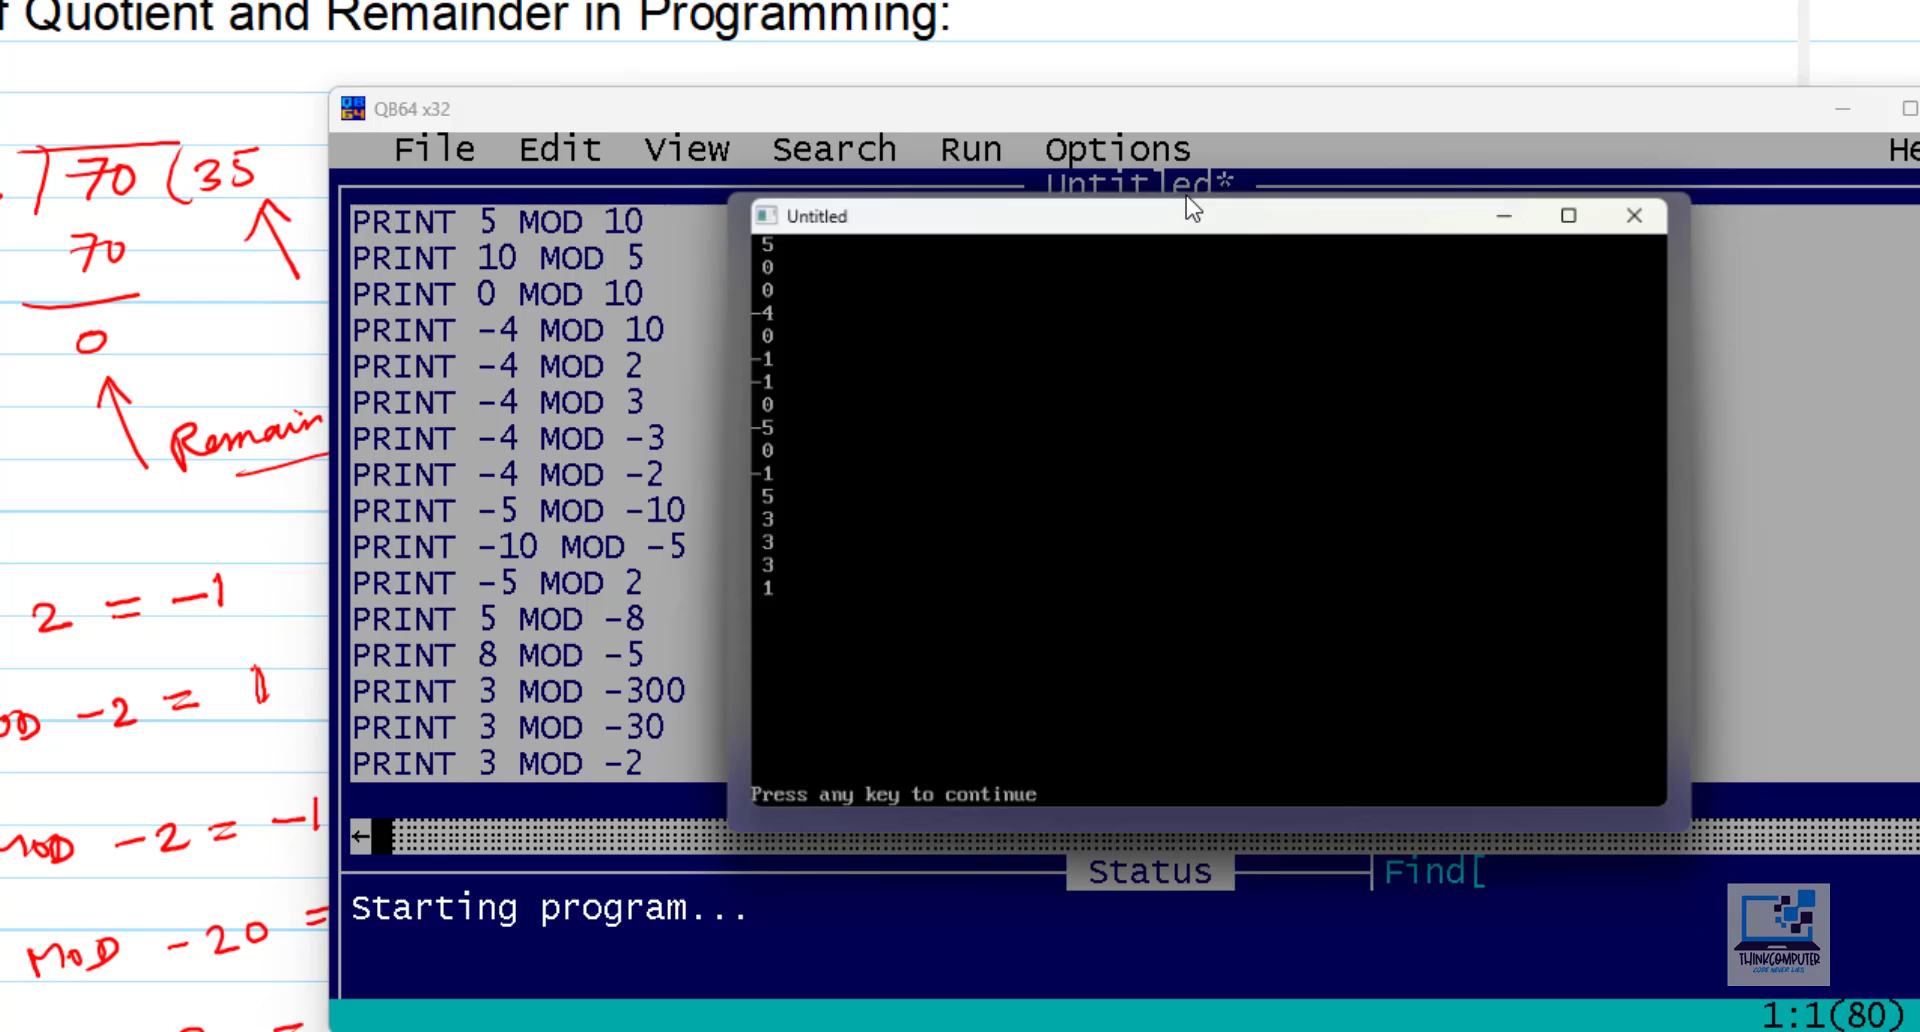 Quotient and Remainder in Programming:
70 ( 35
70
0
Remain
2 = -1
-2 = 1
MOD -2 = -1
MOD -20 =
QB64 x32
File Edit View Search Run Options
Untitled*
PRINT 5 MOD 10
PRINT 10 MOD 5
PRINT 0 MOD 10
PRINT -4 MOD 10
PRINT -4 MOD 2
PRINT -4 MOD 3
PRINT -4 MOD -3
PRINT -4 MOD -2
PRINT -5 MOD -10
PRINT -10 MOD -5
PRINT -5 MOD 2
PRINT 5 MOD -8
PRINT 8 MOD -5
PRINT 3 MOD -300
PRINT 3 MOD -30
PRINT 3 MOD -2
Untitled
5
0
0
-4
0
-1
-1
0
-5
0
-1
5
3
3
3
1
Press any key to continue
Status
Find[
Starting program...
THINKCOMPUTER
CODE NEVER LIES
1:1(80)